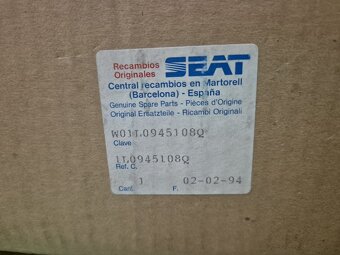 Recambios
Originales
SEAT
Central recambios en Martorell
(Barcelona) - España
Genuine Spare Parts - Pièces d'Origine
Original Ersatzteile - Ricambi Originali
W01L0945108Q
Clave
1L0945108Q
Ref. C.
1 02-02-94
Cant. F.